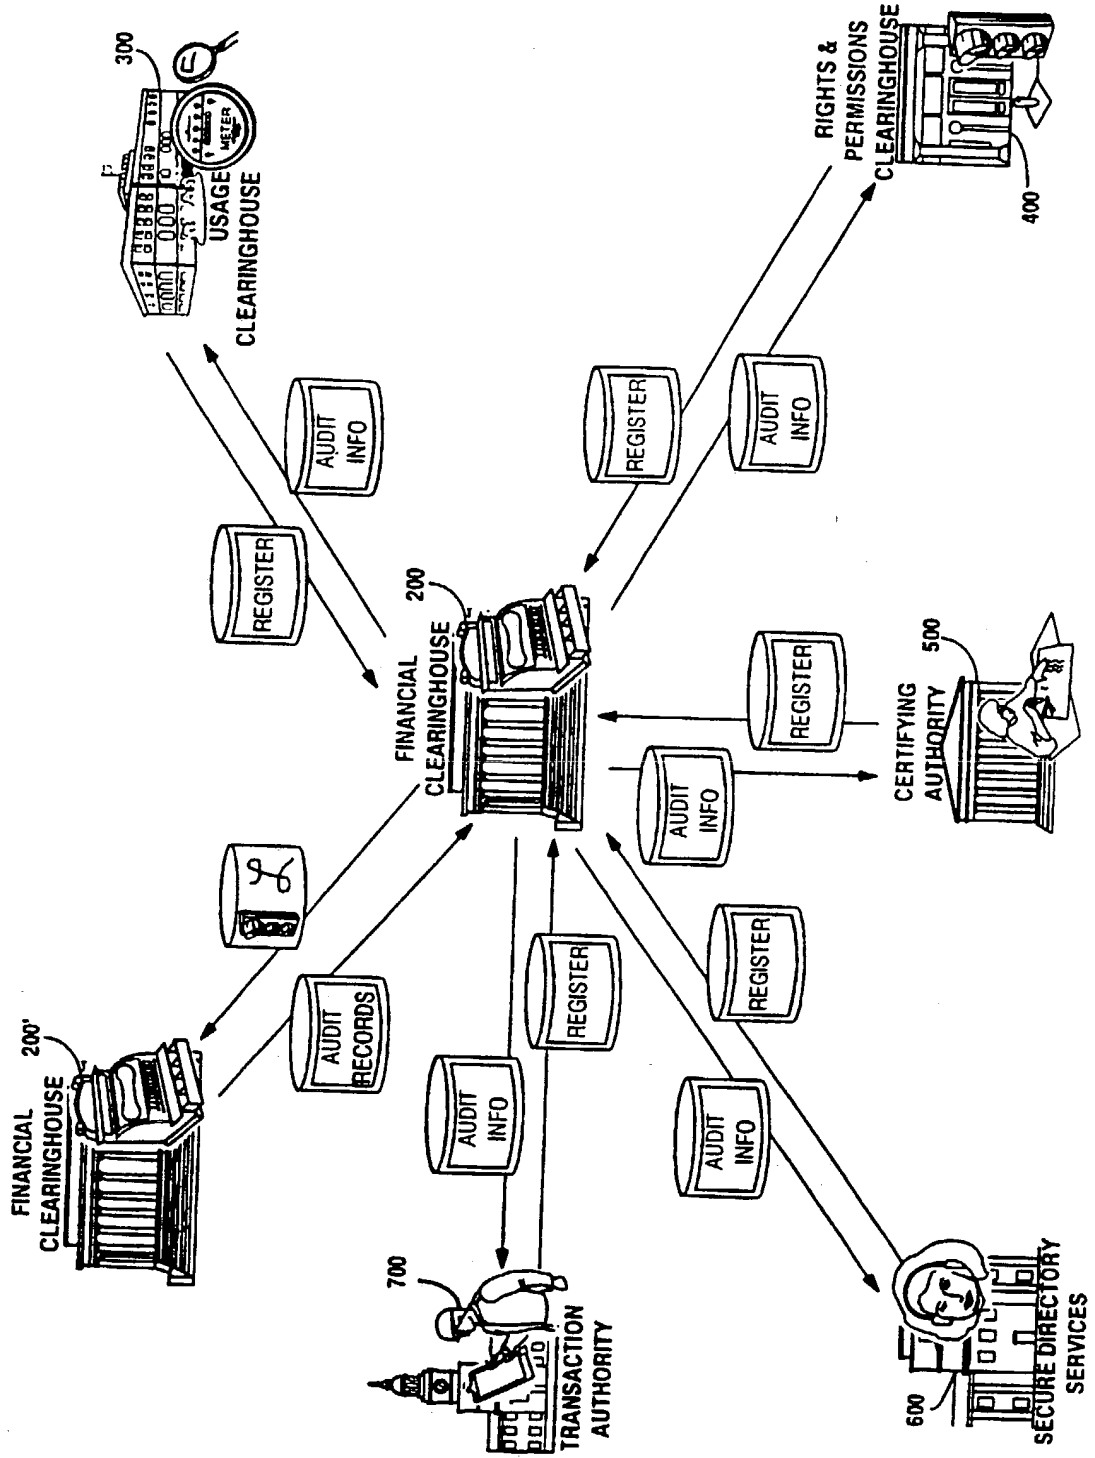 FINANCIAL
CLEARINGHOUSE
200'
300
METER
USAGE
CLEARINGHOUSE
REGISTER
AUDIT
INFO
AUDIT
RECORDS
700
FINANCIAL
CLEARINGHOUSE
200
AUDIT
INFO
TRANSACTION
AUTHORITY
REGISTER
REGISTER
AUDIT
INFO
AUDIT
INFO
REGISTER
AUDIT
INFO
REGISTER
RIGHTS &
PERMISSIONS
CLEARINGHOUSE
400
CERTIFYING
AUTHORITY
500
600
SECURE DIRECTORY
SERVICES